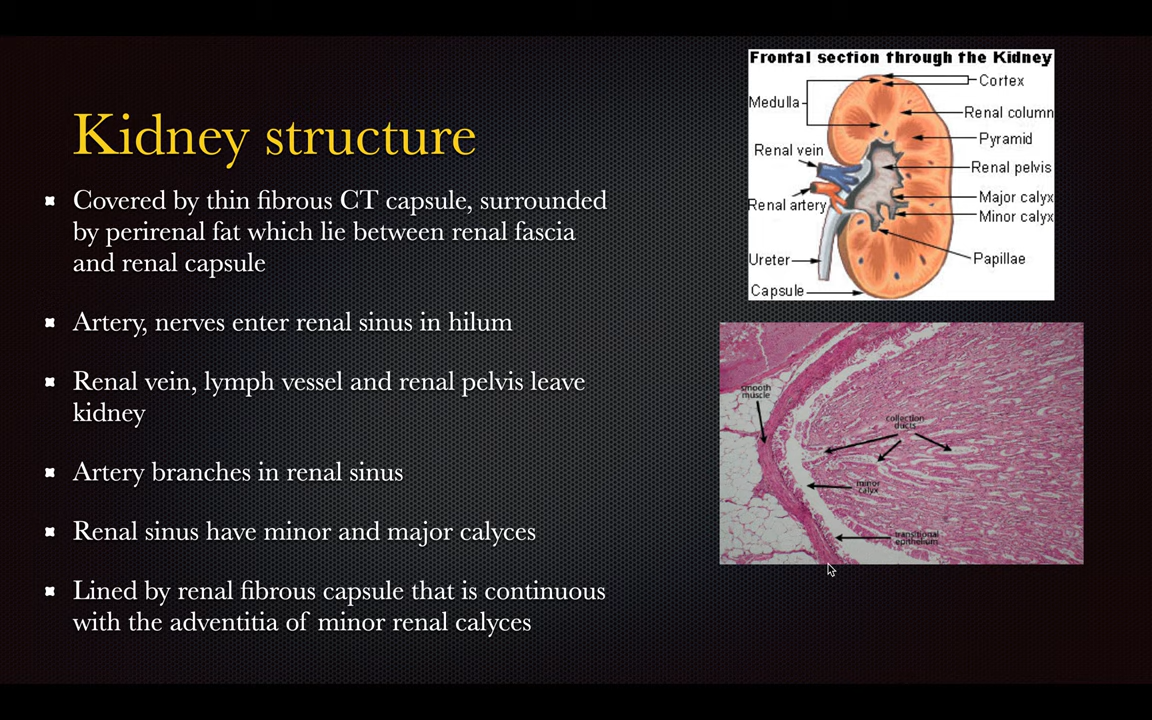 Kidney structure
Covered by thin fibrous CT capsule, surrounded
by perirenal fat which lie between renal fascia
and renal capsule
Artery, nerves enter renal sinus in hilum
Renal vein, lymph vessel and renal pelvis leave
kidney
Artery branches in renal sinus
Renal sinus have minor and major calyces
Lined by renal fibrous capsule that is continuous
with the adventitia of minor renal calyces
Frontal section through the Kidney
Cortex
Medulla
Renal column
Pyramid
Renal vein
Renal pelvis
Major calyx
Renal artery
Minor calyx
Ureter
Papillae
Capsule
smooth
muscle
collection
ducts
minor
calyx
transitional
epithelium